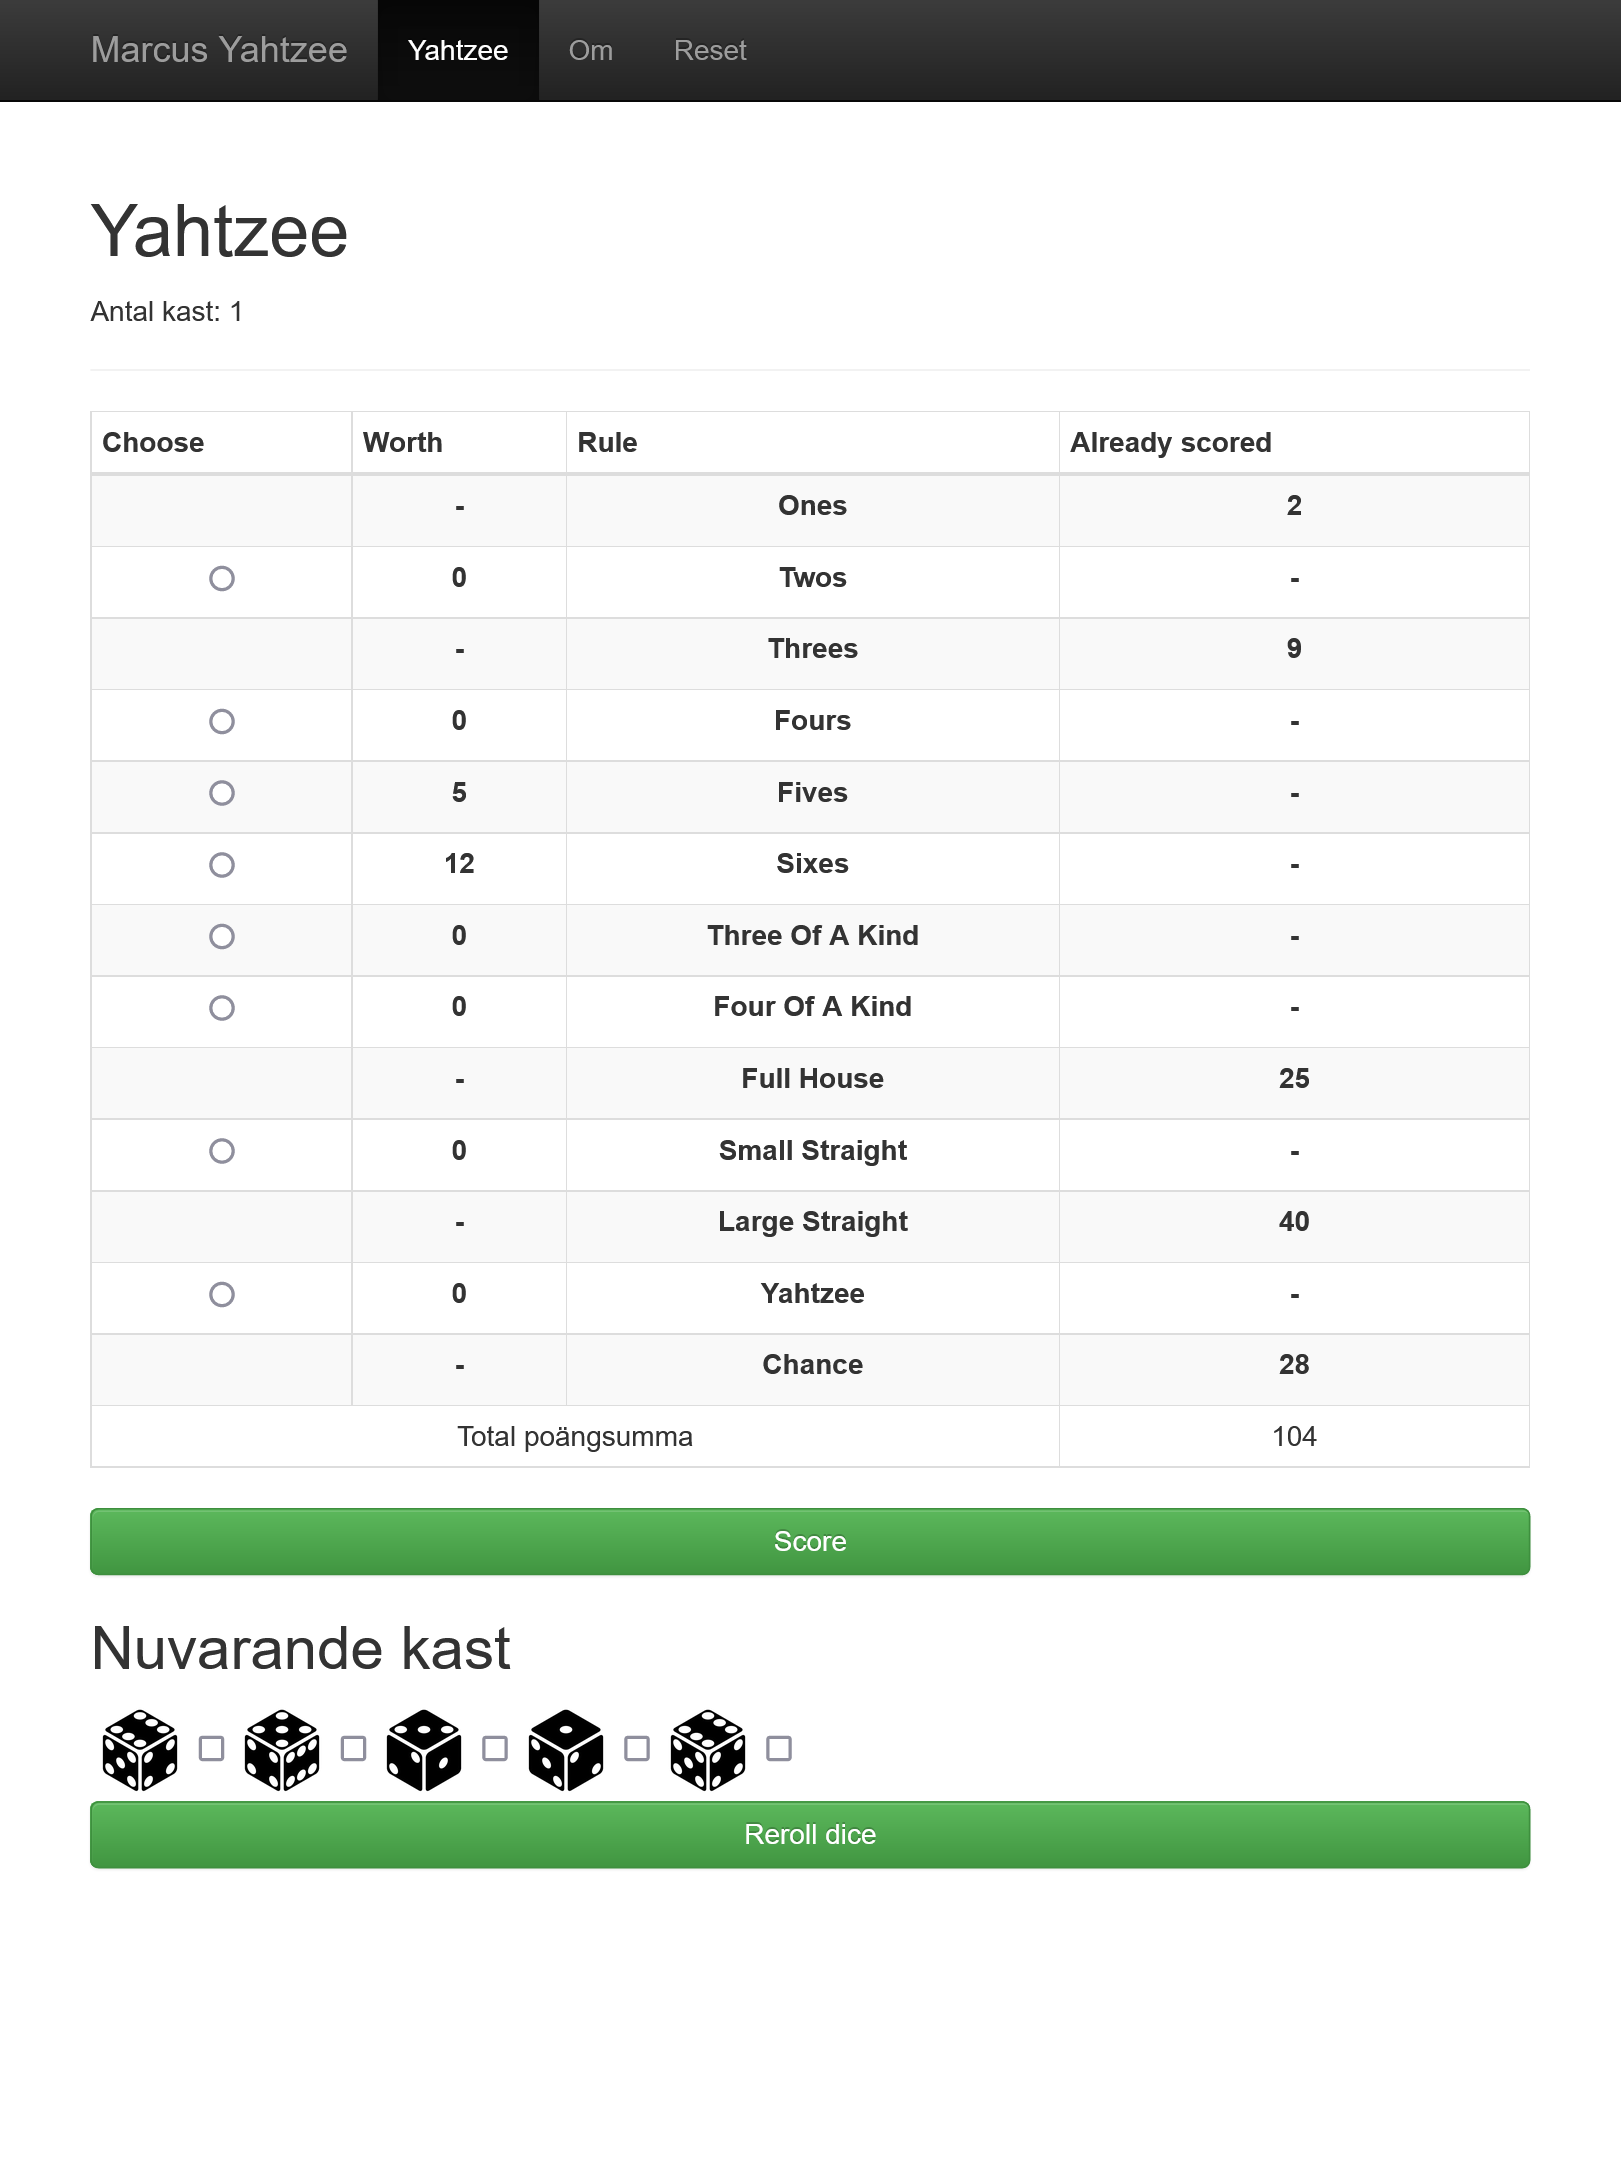 Marcus Yahtzee Yahtzee Om Reset
Yahtzee
Antal kast: 1
Choose Worth Rule Already scored
- Ones 2
0 Twos -
- Threes 9
0 Fours -
5 Fives -
12 Sixes -
0 Three Of A Kind -
0 Four Of A Kind -
- Full House 25
0 Small Straight -
- Large Straight 40
0 Yahtzee -
- Chance 28
Total poängsumma 104
Score
Nuvarande kast
Reroll dice